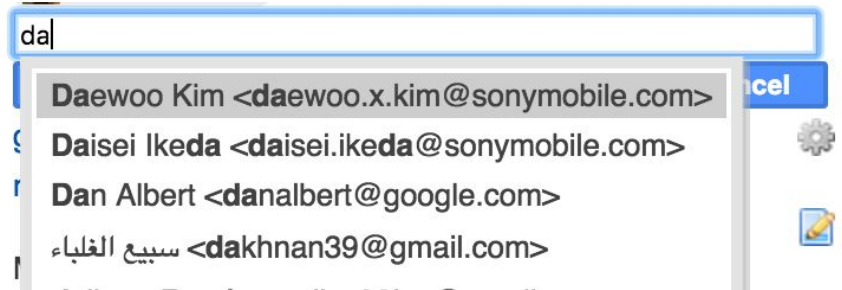 da
Daewoo Kim <daewoo.x.kim@sonymobile.com>
ncel
Daisei Ikeda <daisei.ikeda@sonymobile.com>
Dan Albert <danalbert@google.com>
سبيع الغلباء <dakhnan39@gmail.com>